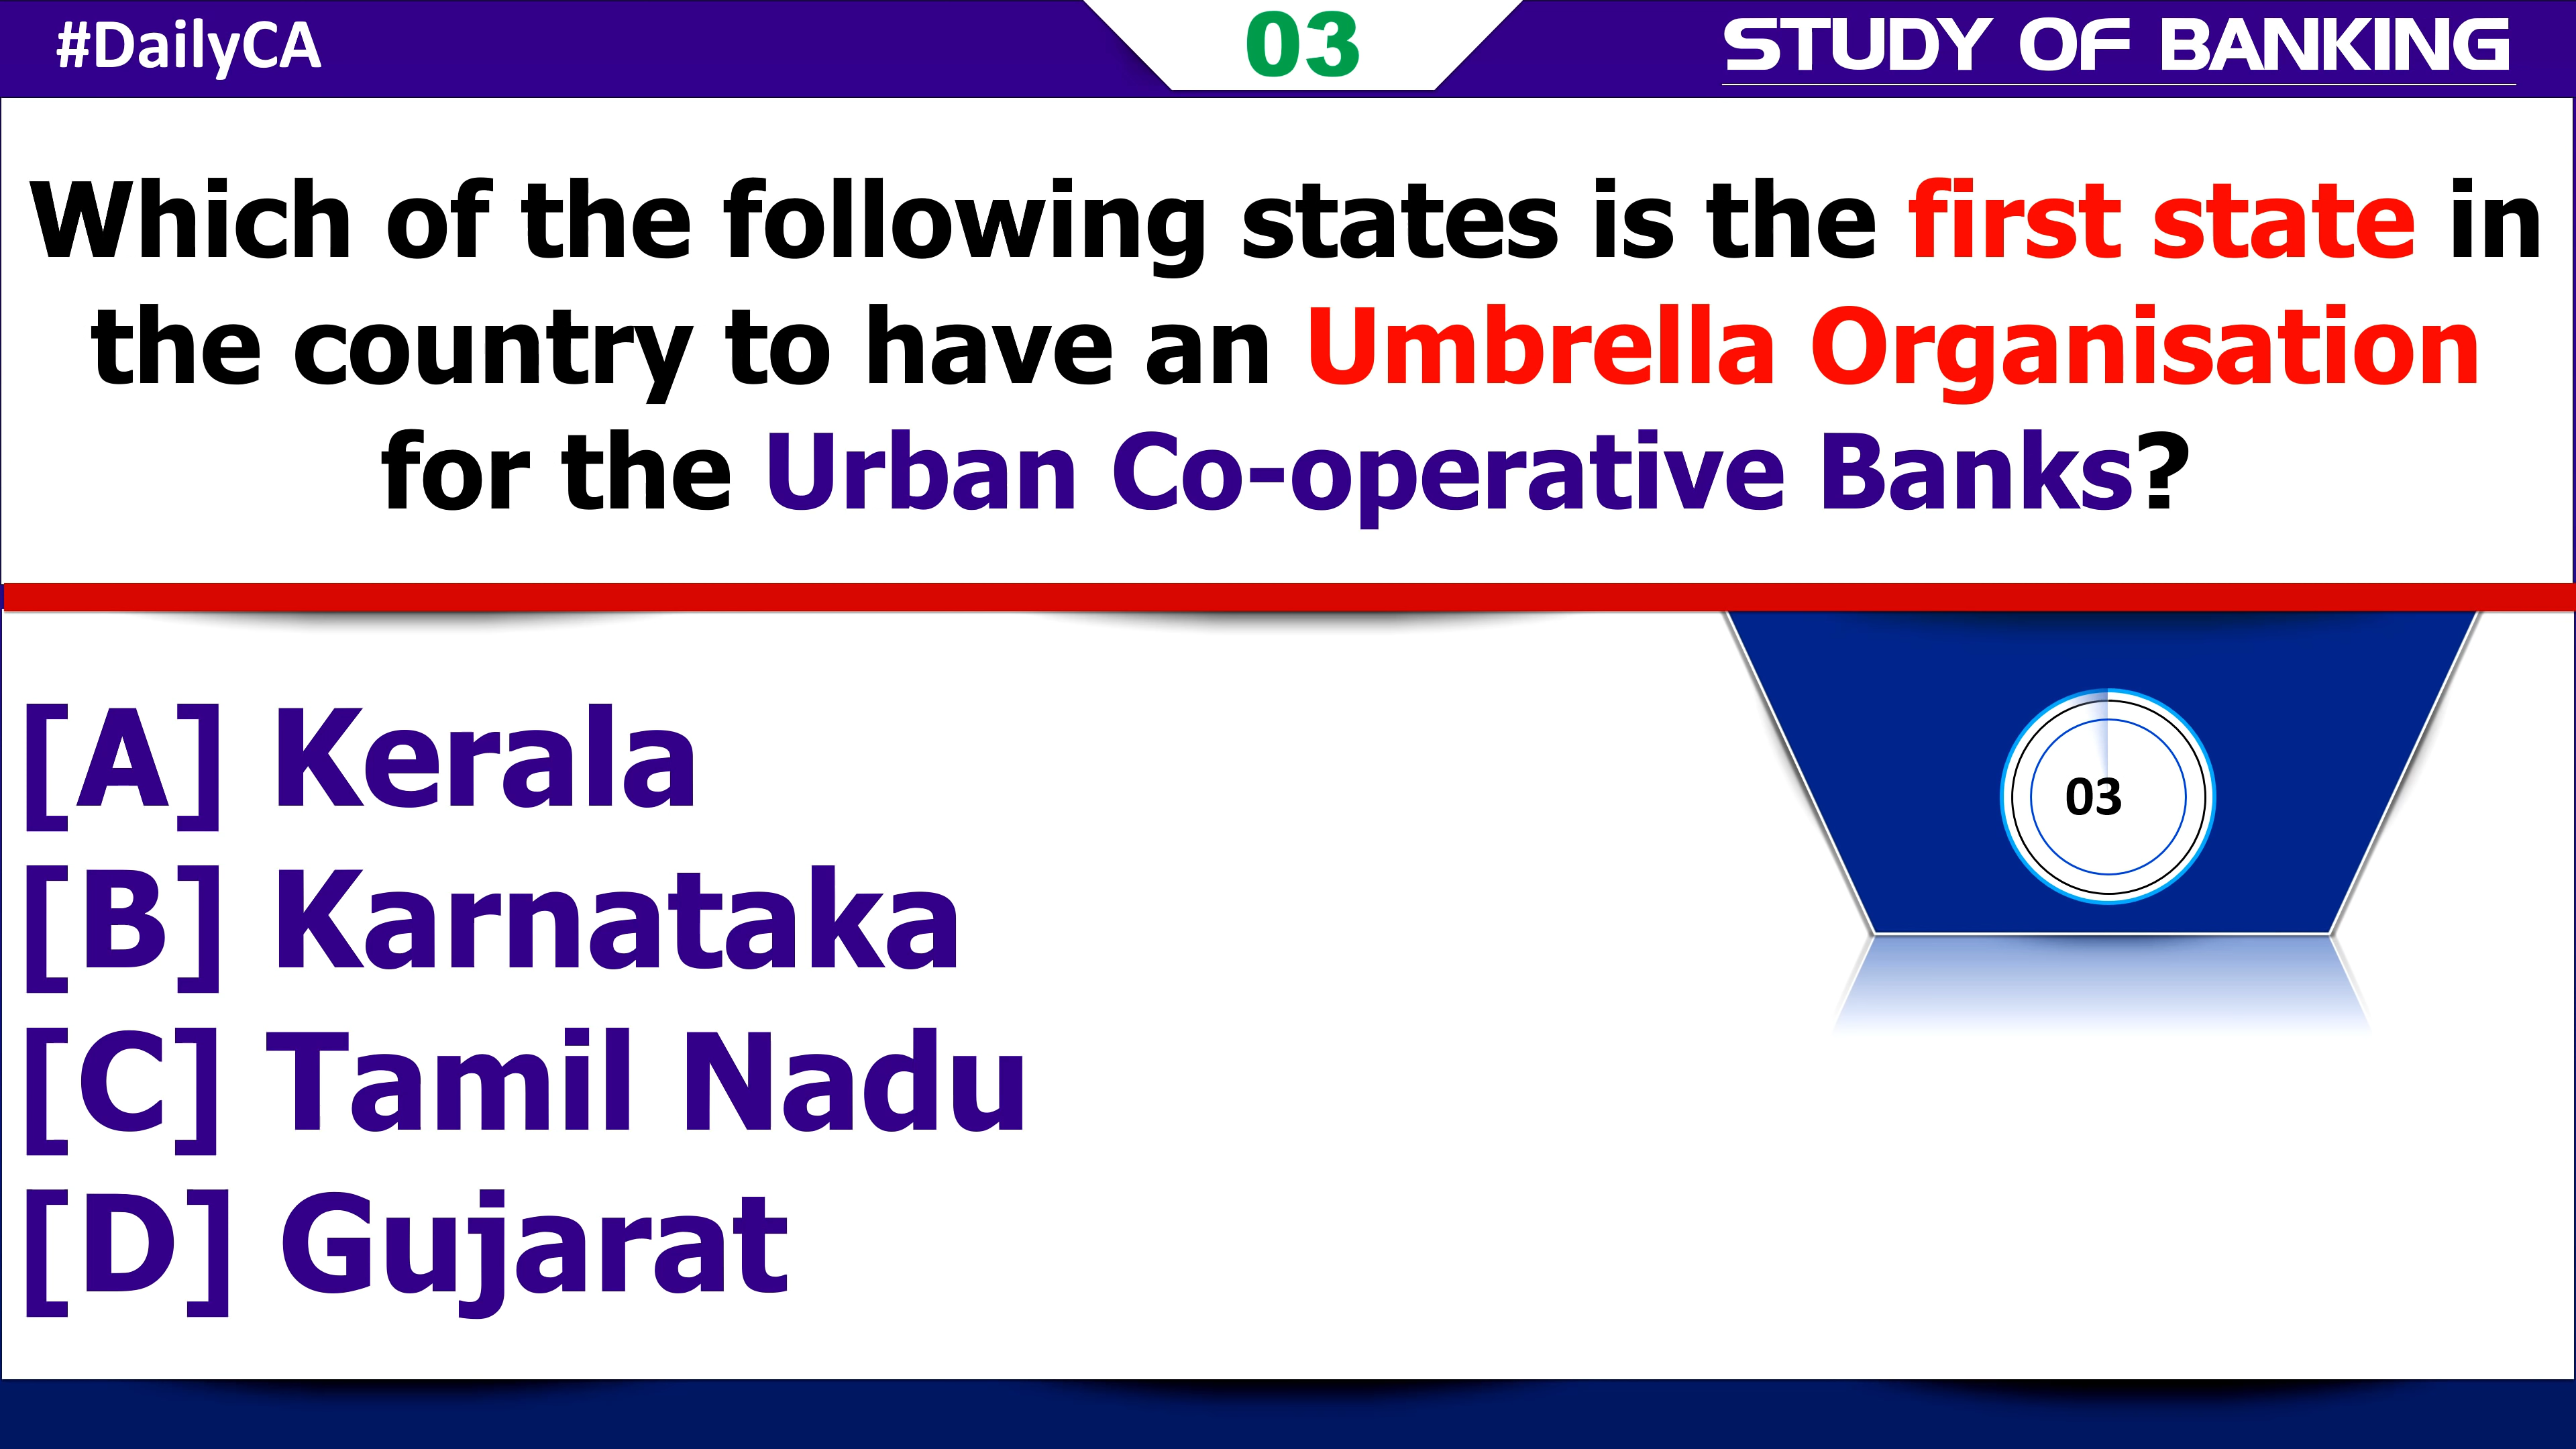 #DailyCA
03
STUDY OF BANKING
Which of the following states is the first state in
the country to have an Umbrella Organisation
for the Urban Co-operative Banks?
[A] Kerala
[B] Karnataka
[C] Tamil Nadu
[D] Gujarat
03